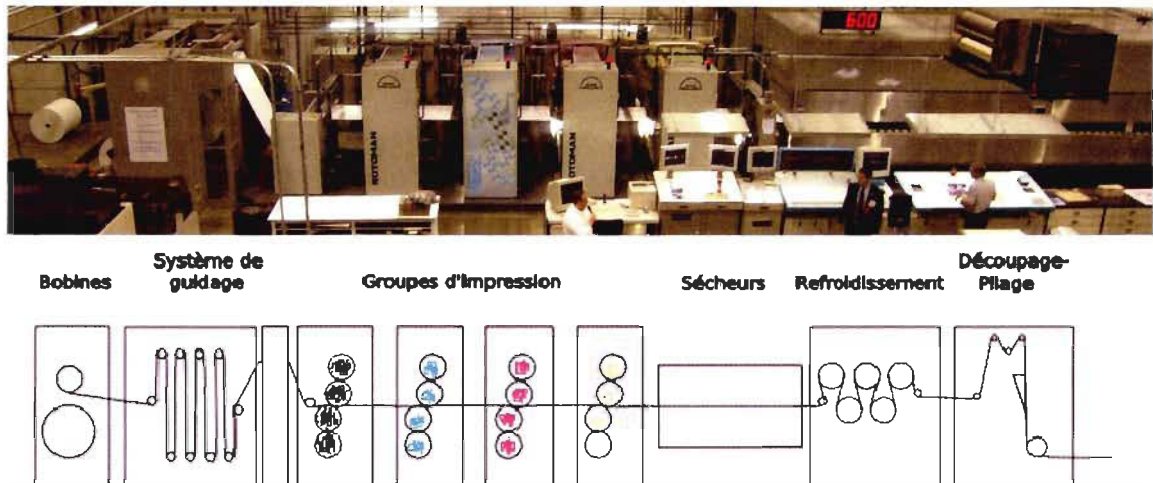 600
ROTOMAN
ROTOMAN
Bobines
Système de
guidage
Groupes d'impression
Sécheurs
Refroidissement
Découpage-
Pliage